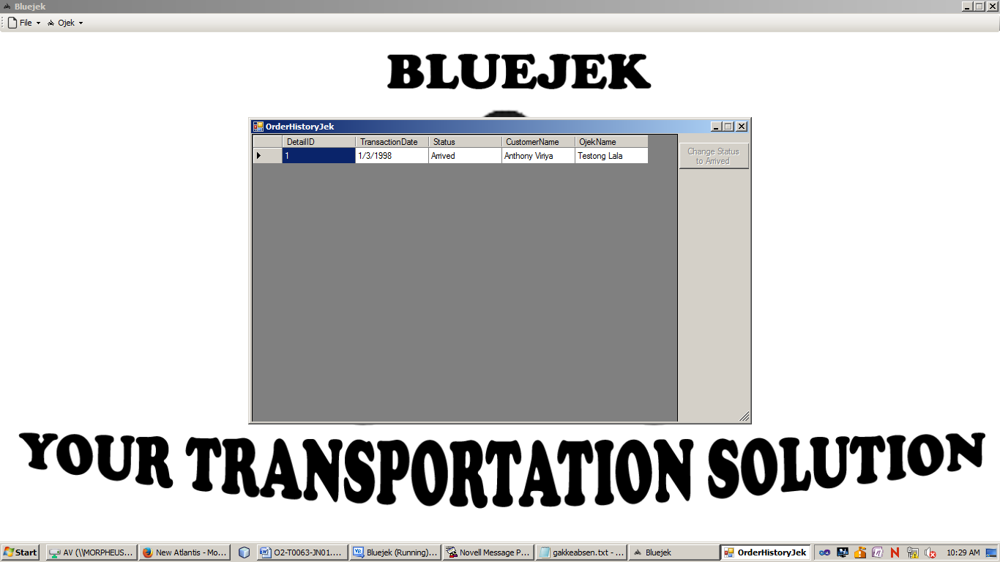 Bluejek
File Ojek
BLUEJEK
OrderHistoryJek
DetailID TransactionDate Status CustomerName OjekName
1 1/3/1998 Arrived Anthony Viriya Testong Lala
Change Status
to Arrived
YOUR TRANSPORTATION SOLUTION
Start AV (\\MORPHEUS... New Atlantis - Mo... O2-T0063-JN01.... Bluejek (Running)... Novell Message P... gakkeabsen.txt - ... Bluejek OrderHistoryJek 10:29 AM